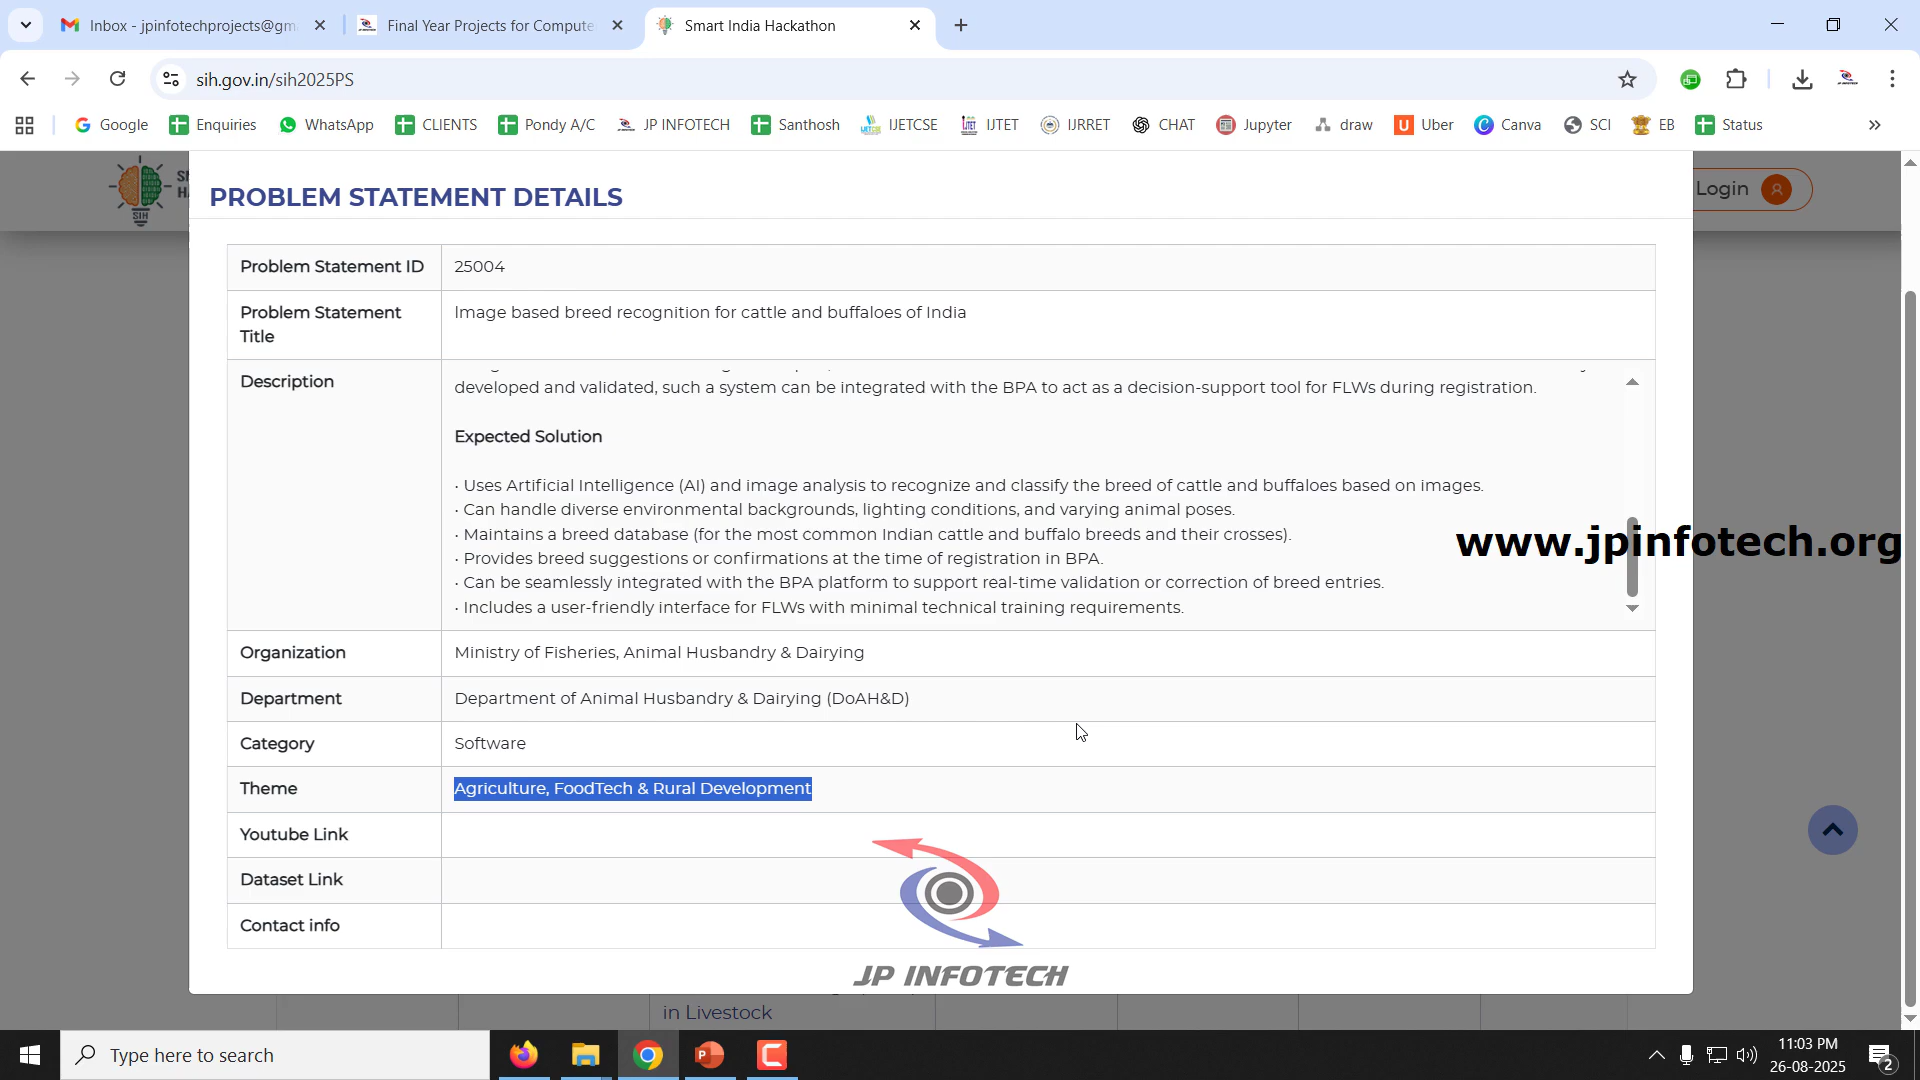 Inbox - jpinfotechprojects@gm
Final Year Projects for Compute
Smart India Hackathon
sih.gov.in/sih2025PS
Google
Enquiries
WhatsApp
CLIENTS
Pondy A/C
JP INFOTECH
Santhosh
IJETCSE
IJTET
IJRRET
CHAT
Jupyter
draw
Uber
Canva
SCI
EB
Status
SIH
Login
PROBLEM STATEMENT DETAILS
Problem Statement ID
25004
Problem Statement
Title
Image based breed recognition for cattle and buffaloes of India
Description
developed and validated, such a system can be integrated with the BPA to act as a decision-support tool for FLWs during registration.
Expected Solution
· Uses Artificial Intelligence (AI) and image analysis to recognize and classify the breed of cattle and buffaloes based on images.
· Can handle diverse environmental backgrounds, lighting conditions, and varying animal poses.
· Maintains a breed database (for the most common Indian cattle and buffalo breeds and their crosses).
· Provides breed suggestions or confirmations at the time of registration in BPA.
· Can be seamlessly integrated with the BPA platform to support real-time validation or correction of breed entries.
· Includes a user-friendly interface for FLWs with minimal technical training requirements.
www.jpinfotech.org
Organization
Ministry of Fisheries, Animal Husbandry & Dairying
Department
Department of Animal Husbandry & Dairying (DoAH&D)
Category
Software
Theme
Agriculture, FoodTech & Rural Development
Youtube Link
Dataset Link
Contact info
JP INFOTECH
in Livestock
Type here to search
11:03 PM
26-08-2025
2